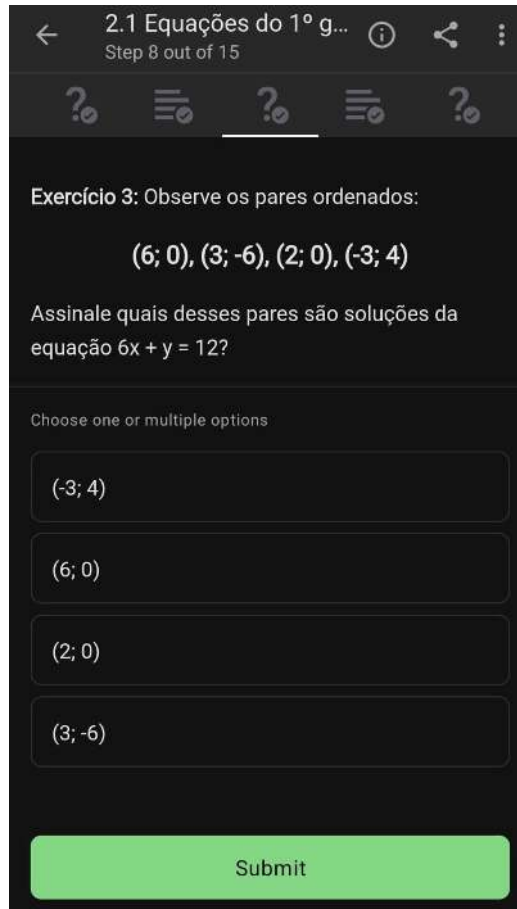 2.1 Equações do 1º g...
Step 8 out of 15
Exercício 3: Observe os pares ordenados:
(6; 0), (3; -6), (2; 0), (-3; 4)
Assinale quais desses pares são soluções da
equação 6x + y = 12?
Choose one or multiple options
(-3; 4)
(6; 0)
(2; 0)
(3; -6)
Submit